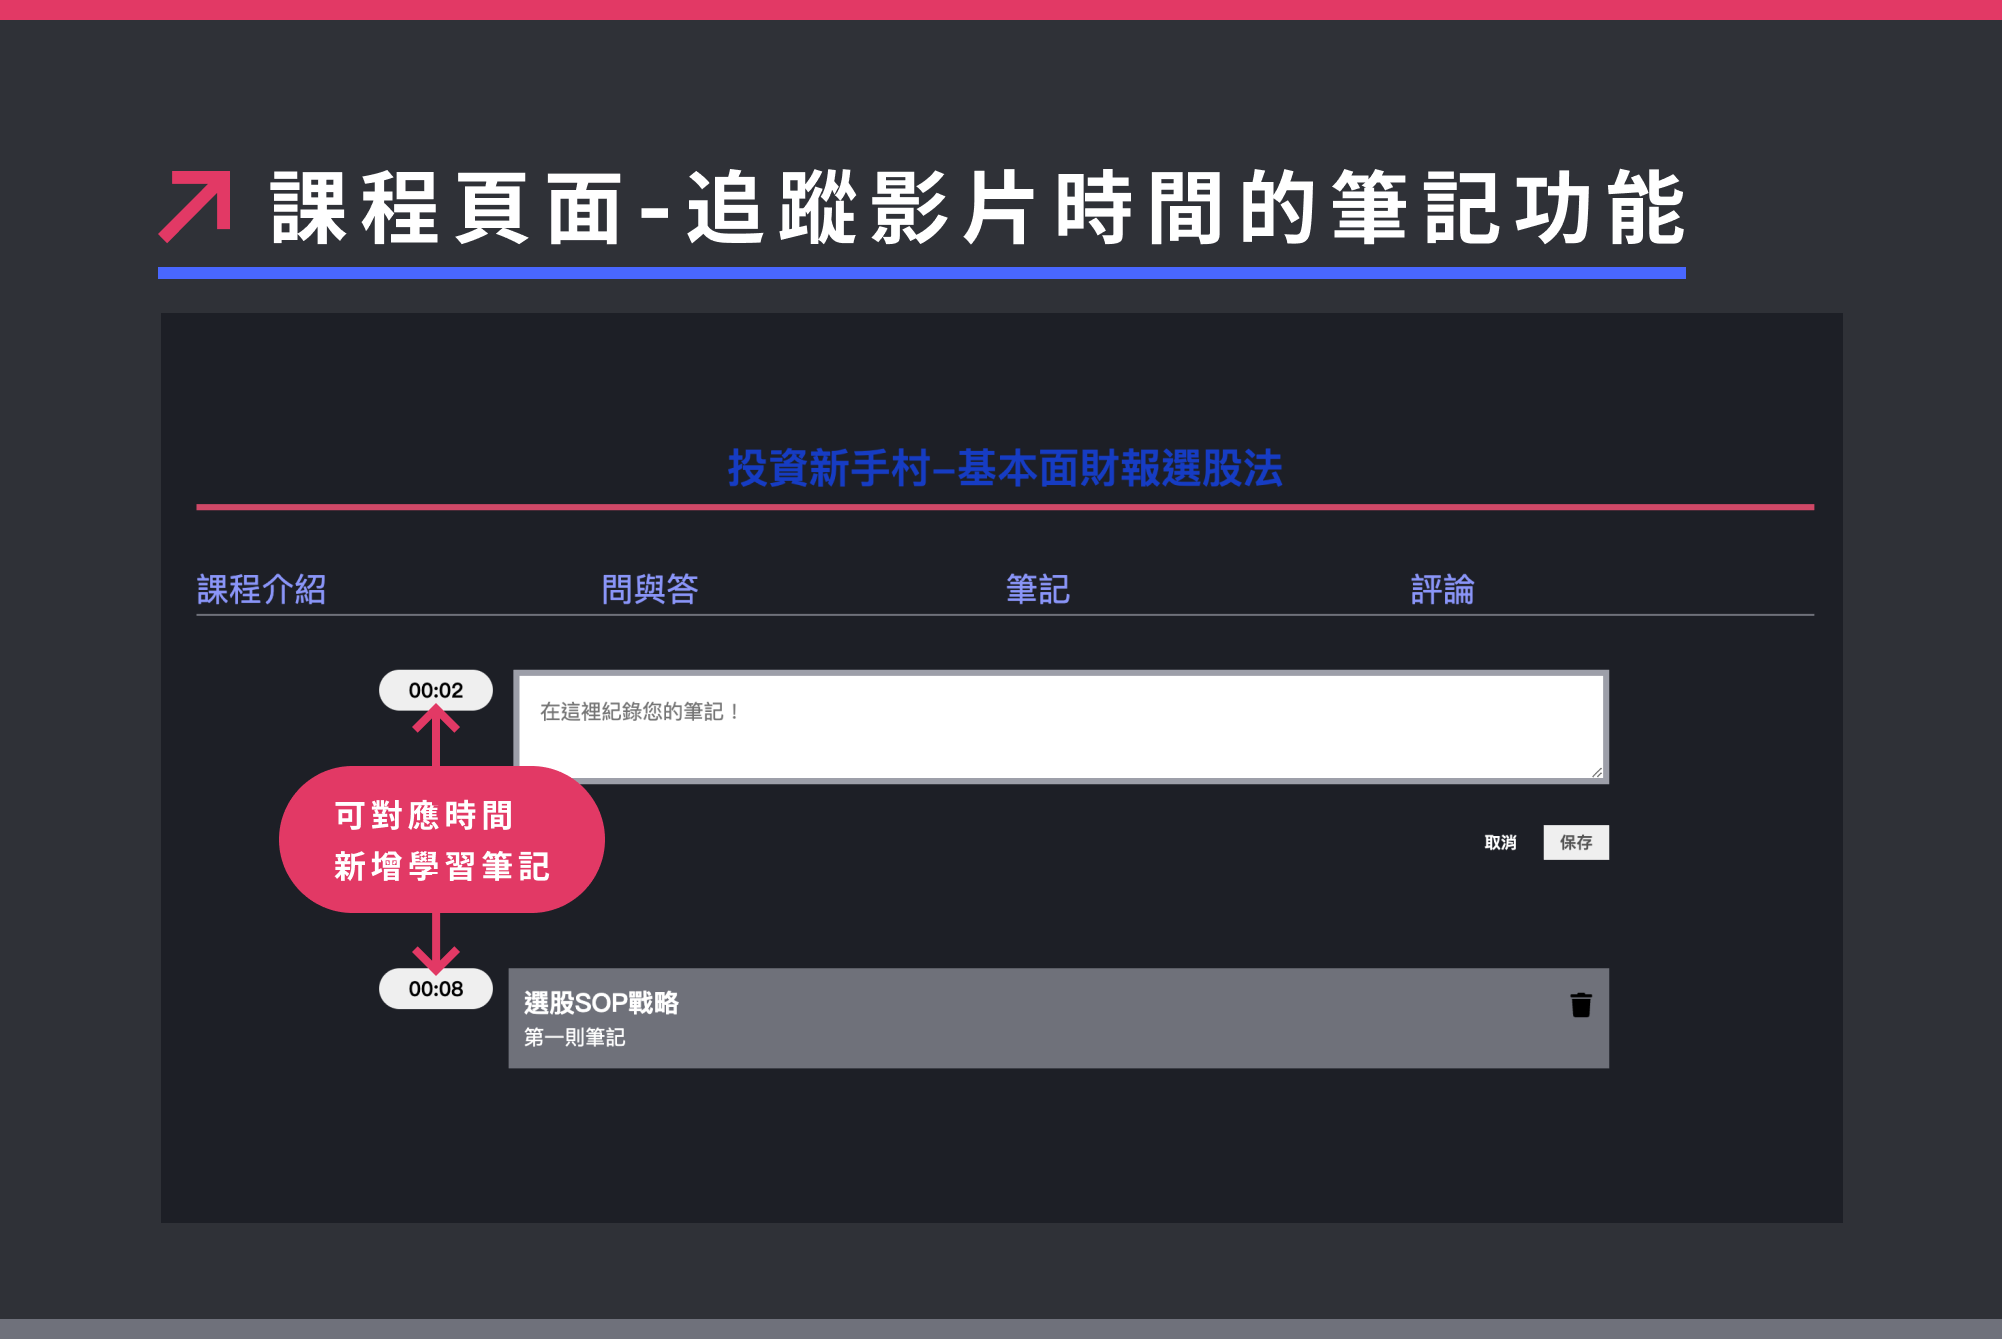 課程頁面-追蹤影片時間的筆記功能
投資新手村–基本面財報選股法
課程介紹
問與答
筆記
評論
00:02
在這裡紀錄您的筆記！
可對應時間
新增學習筆記
取消
保存
00:08
選股SOP戰略
第一則筆記